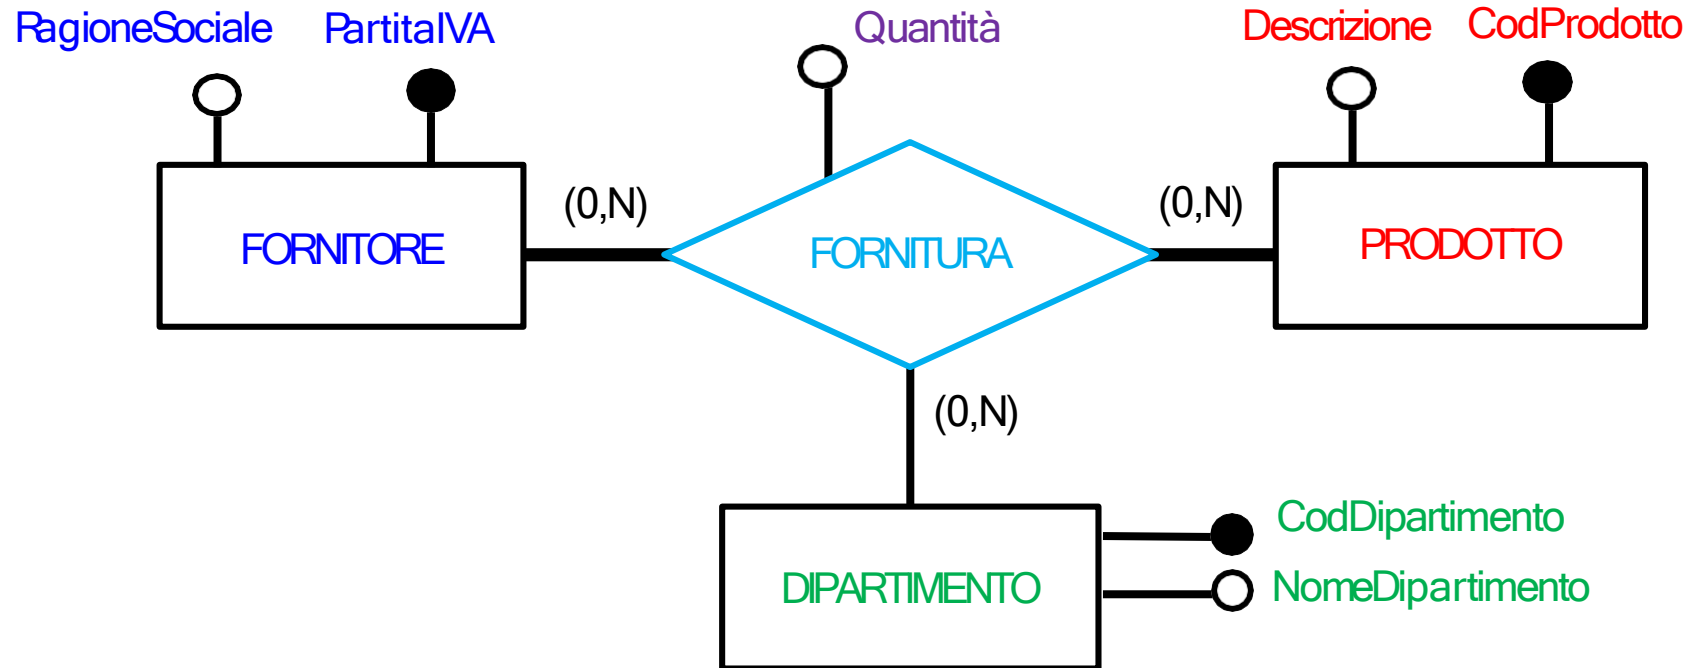 RagioneSociale PartitaIVA Quantità Descrizione CodProdotto
(0,N) (0,N)
FORNITORE FORNITURA PRODOTTO
(0,N)
CodDipartimento
DIPARTIMENTO NomeDipartimento